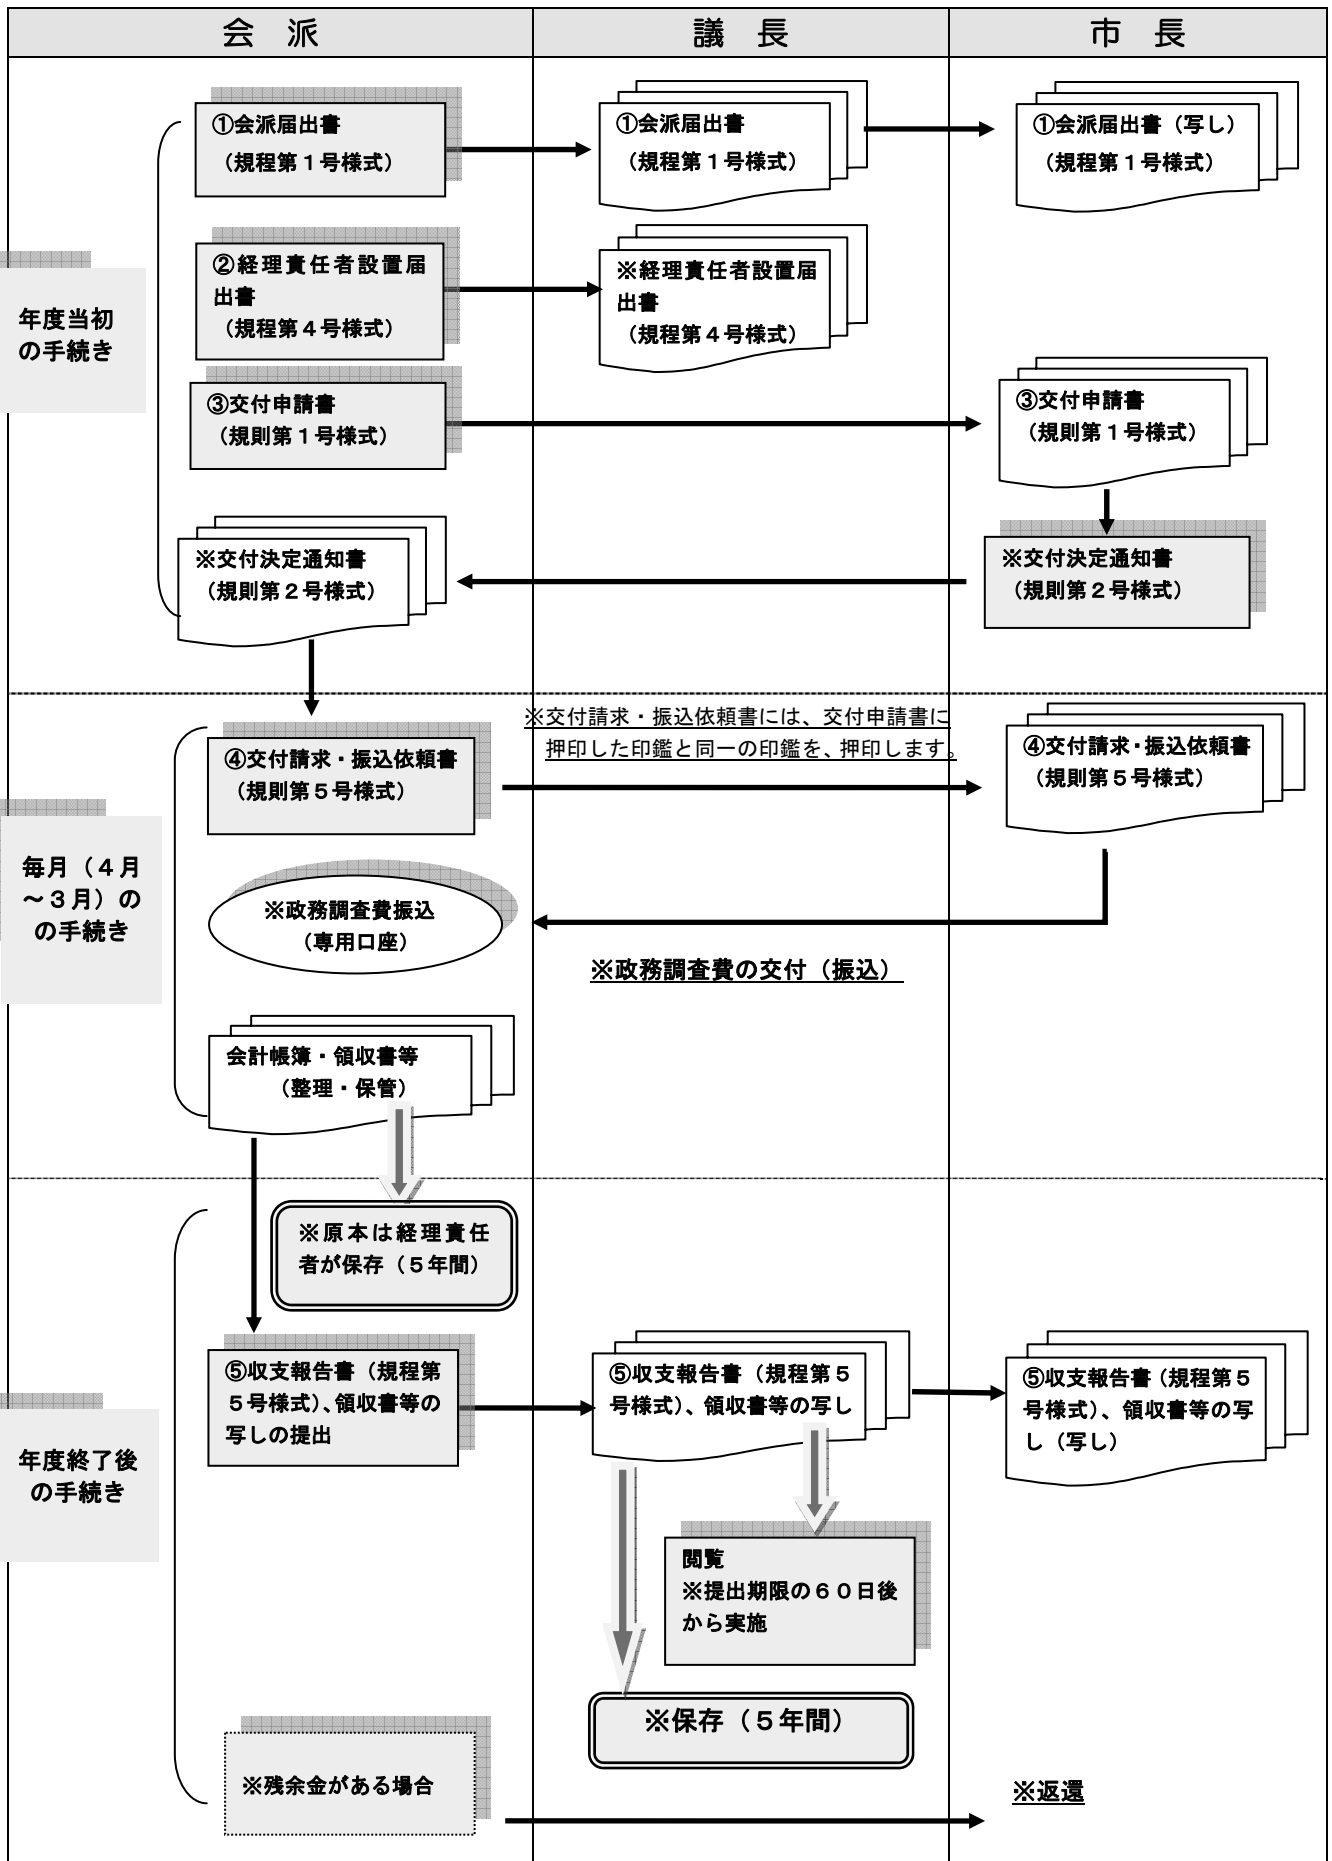 会　派
議　長
市　長
年度当初
の手続き
①会派届出書
（規程第１号様式）
①会派届出書
（規程第１号様式）
①会派届出書（写し）
（規程第１号様式）
②経理責任者設置届
出書
（規程第４号様式）
※経理責任者設置届
出書
（規程第４号様式）
③交付申請書
（規則第１号様式）
③交付申請書
（規則第１号様式）
※交付決定通知書
（規則第２号様式）
※交付決定通知書
（規則第２号様式）
毎月（４月
～３月）の
の手続き
④交付請求・振込依頼書
（規則第５号様式）
※交付請求・振込依頼書には、交付申請書に
押印した印鑑と同一の印鑑を、押印します。
④交付請求・振込依頼書
（規則第５号様式）
※政務調査費振込
（専用口座）
※政務調査費の交付（振込）
会計帳簿・領収書等
（整理・保管）
年度終了後
の手続き
※原本は経理責任
者が保存（５年間）
⑤収支報告書（規程第
５号様式）、領収書等の
写しの提出
⑤収支報告書（規程第５
号様式）、領収書等の写し
⑤収支報告書（規程第５
号様式）、領収書等の写
し（写し）
閲覧
※提出期限の６０日後
から実施
※保存（５年間）
※残余金がある場合
※返還